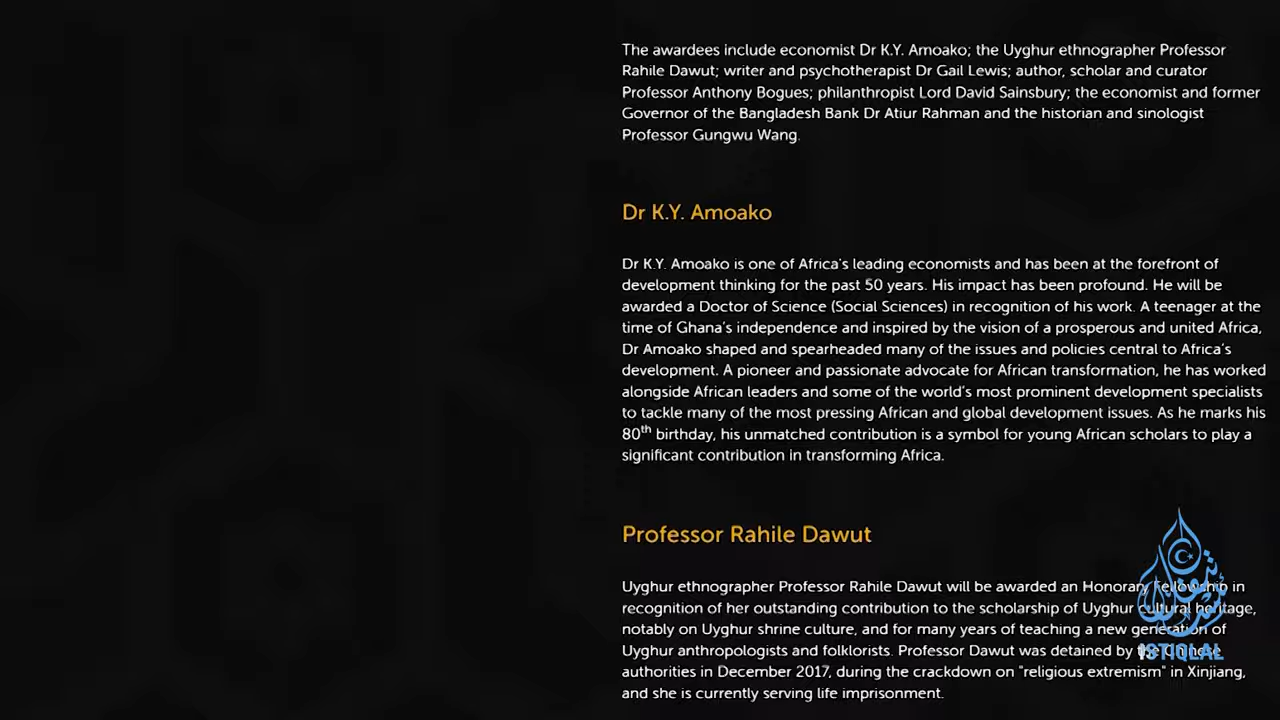 The awardees include economist Dr K.Y. Amoako; the Uyghur ethnographer Professor
Rahile Dawut; writer and psychotherapist Dr Gail Lewis; author, scholar and curator
Professor Anthony Bogues; philanthropist Lord David Sainsbury; the economist and former
Governor of the Bangladesh Bank Dr Atiur Rahman and the historian and sinologist
Professor Gungwu Wang.
Dr K.Y. Amoako
Dr K.Y. Amoako is one of Africa's leading economists and has been at the forefront of
development thinking for the past 50 years. His impact has been profound. He will be
awarded a Doctor of Science (Social Sciences) in recognition of his work. A teenager at the
time of Ghana's independence and inspired by the vision of a prosperous and united Africa,
Dr Amoako shaped and spearheaded many of the issues and policies central to Africa's
development. A pioneer and passionate advocate for African transformation, he has worked
alongside African leaders and some of the world's most prominent development specialists
to tackle many of the most pressing African and global development issues. As he marks his
80th birthday, his unmatched contribution is a symbol for young African scholars to play a
significant contribution in transforming Africa.
Professor Rahile Dawut
Uyghur ethnographer Professor Rahile Dawut will be awarded an Honorary Fellowship in
recognition of her outstanding contribution to the scholarship of Uyghur cultural heritage,
notably on Uyghur shrine culture, and for many years of teaching a new generation of
Uyghur anthropologists and folklorists. Professor Dawut was detained by the Chinese
authorities in December 2017, during the crackdown on "religious extremism" in Xinjiang,
and she is currently serving life imprisonment.
ISTIQLAL